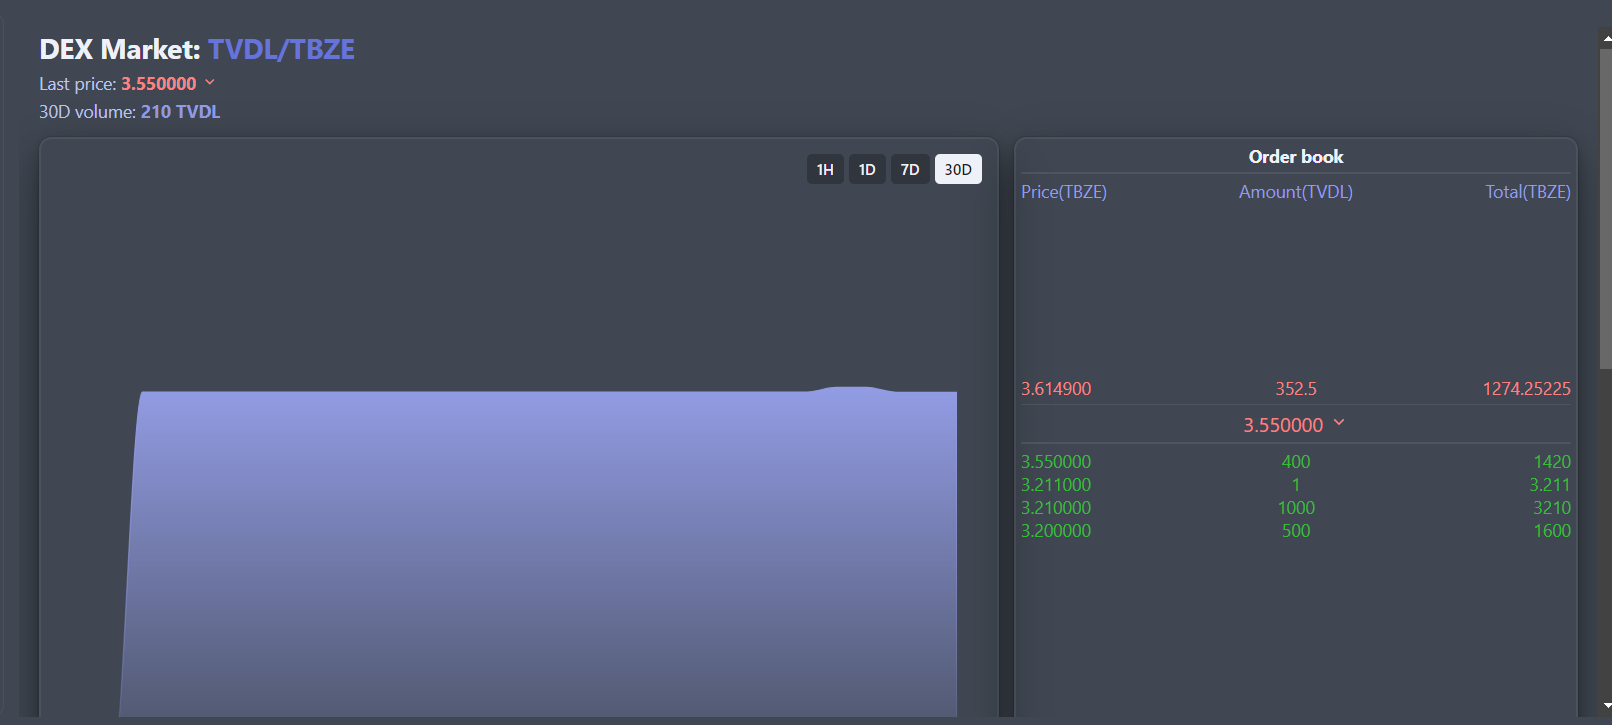 DEX Market: TVDL/TBZE
Last price: 3.550000
30D volume: 210 TVDL
1H 1D 7D 30D
Order book
Price(TBZE) Amount(TVDL) Total(TBZE)
3.614900 352.5 1274.25225
3.550000
3.550000 400 1420
3.211000 1 3.211
3.210000 1000 3210
3.200000 500 1600